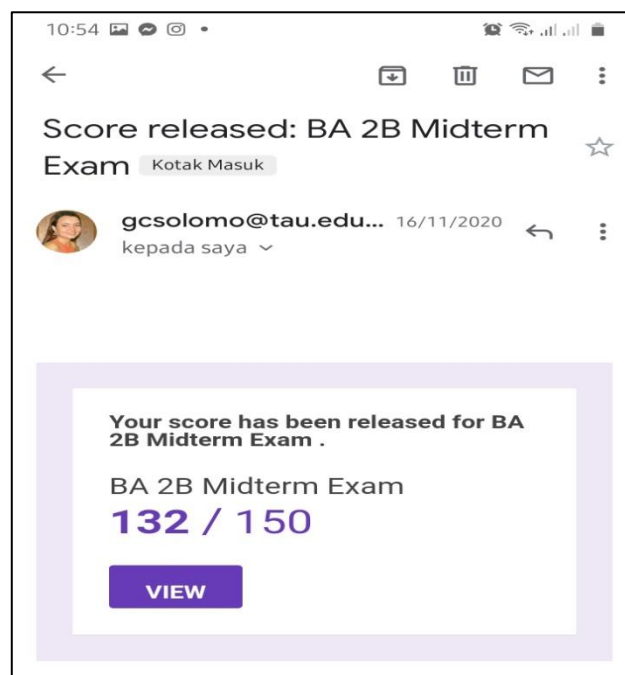 10:54
Score released: BA 2B Midterm
Exam Kotak Masuk
gcsolomo@tau.edu... 16/11/2020
kepada saya
Your score has been released for BA
2B Midterm Exam .
BA 2B Midterm Exam
132 / 150
VIEW